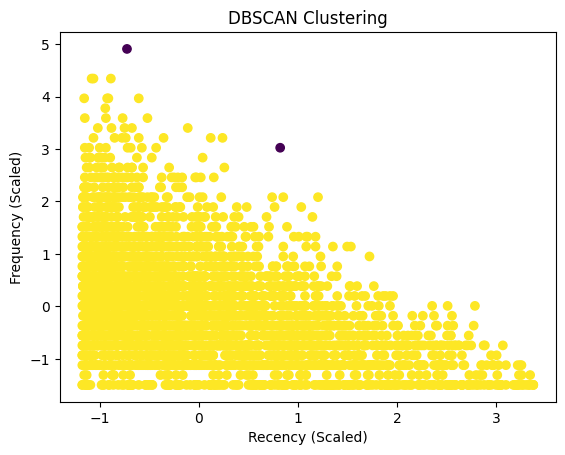 DBSCAN Clustering
5
4
3
2
1
0
−1
Frequency (Scaled)
−1 0 1 2 3
Recency (Scaled)